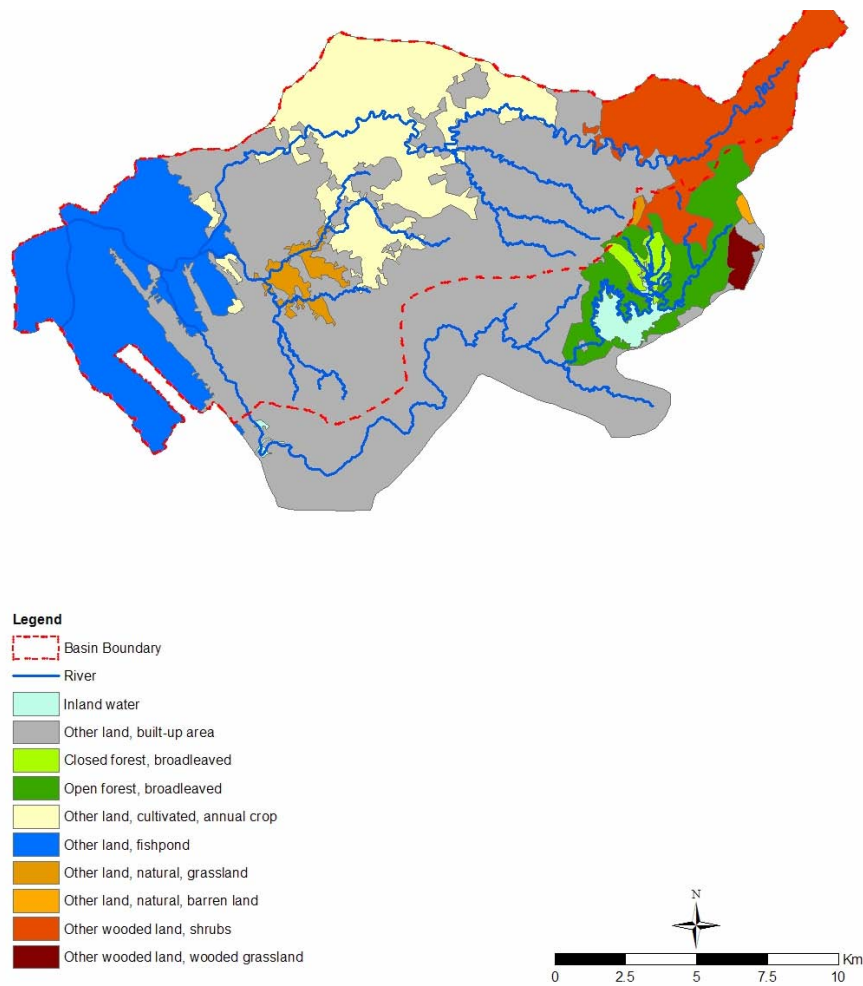 Legend
Basin Boundary
River
Inland water
Other land, built-up area
Closed forest, broadleaved
Open forest, broadleaved
Other land, cultivated, annual crop
Other land, fishpond
Other land, natural, grassland
Other land, natural, barren land
Other wooded land, shrubs
Other wooded land, wooded grassland
N
Km
0 2.5 5 7.5 10